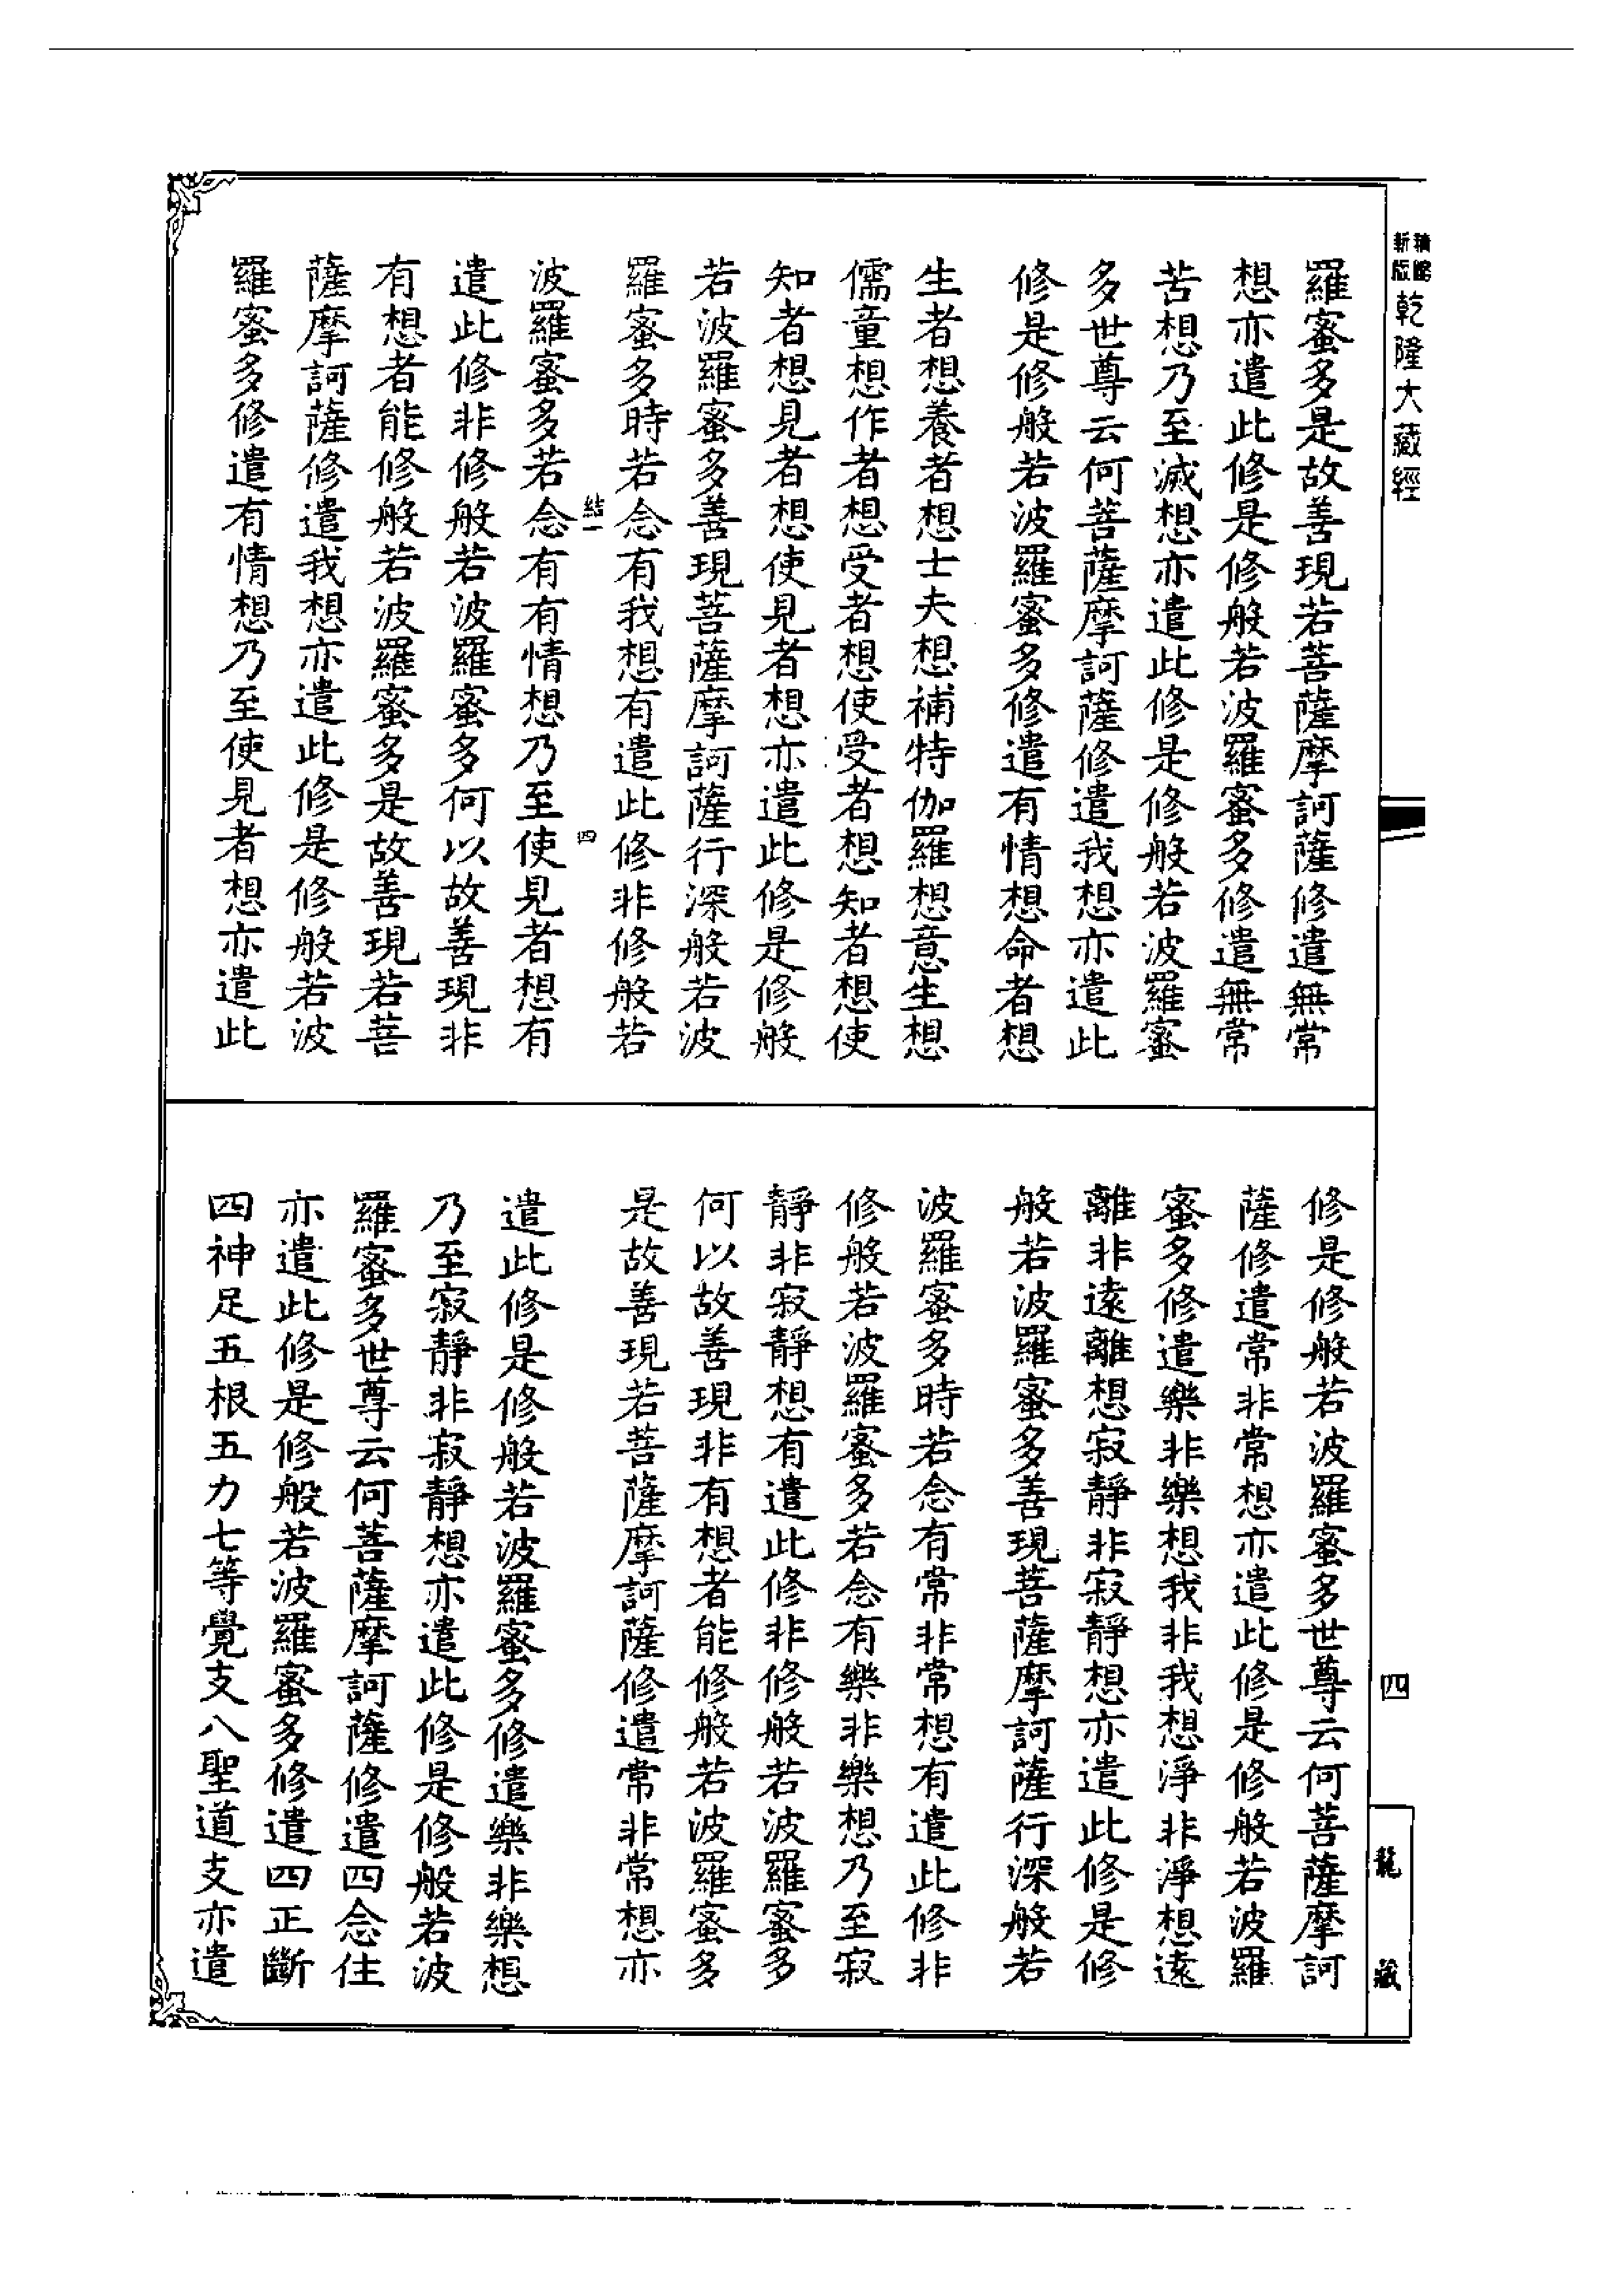 新版
乾隆大藏經
羅蜜多是故善現若菩薩摩訶薩修遣無常
想亦遣此修是修般若波羅蜜多修遣無常
苦想乃至滅想亦遣此修是修般若波羅蜜
多世尊云何菩薩摩訶薩修遣我想亦遣此
修是修般若波羅蜜多修遣有情想命者想
生者想養者想士夫想補特伽羅想意生想
儒童想作者想受者想使受者想知者想使
知者想見者想使見者想亦遣此修是修般
若波羅蜜多善現菩薩摩訶薩行深般若波
羅蜜多時若念有我想有遣此修非修般若
結一
四
波羅蜜多若念有有情想乃至使見者想有
遣此修非修般若波羅蜜多何以故善現非
有想者能修般若波羅蜜多是故善現若菩
薩摩訶薩修遣我想亦遣此修是修般若波
羅蜜多修遣有情想乃至使見者想亦遣此
修是修般若波羅蜜多世尊云何菩薩摩訶
薩修遣常非常想亦遣此修是修般若波羅
蜜多修遣樂非樂想我非我想淨非淨想遠
離非遠離想寂靜非寂靜想亦遣此修是修
般若波羅蜜多善現菩薩摩訶薩行深般若
波羅蜜多時若念有常非常想有遣此修非
修般若波羅蜜多若念有樂非樂想乃至寂
靜非寂靜想有遣此修非修般若波羅蜜多
何以故善現非有想者能修般若波羅蜜多
是故善現若菩薩摩訶薩修遣常非常想亦
遣此修是修般若波羅蜜多修遣樂非樂想
乃至寂靜非寂靜想亦遣此修是修般若波
羅蜜多世尊云何菩薩摩訶薩修遣四念住
亦遣此修是修般若波羅蜜多修遣四正斷
四神足五根五力七等覺支八聖道支亦遣
四
龍藏